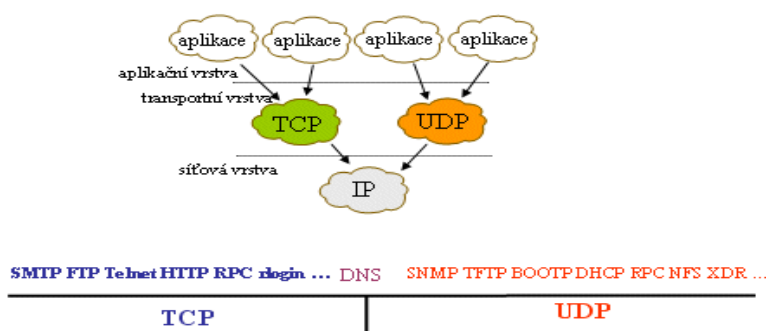 aplikace aplikace aplikace aplikace
aplikační vrstva
transportní vrstva
TCP UDP
síťová vrstva
IP
SMTP FTP Telnet HTTP RPC rlogin … DNS SNMP TFTP BOOTP DHCP RPC NFS XDR …
TCP UDP